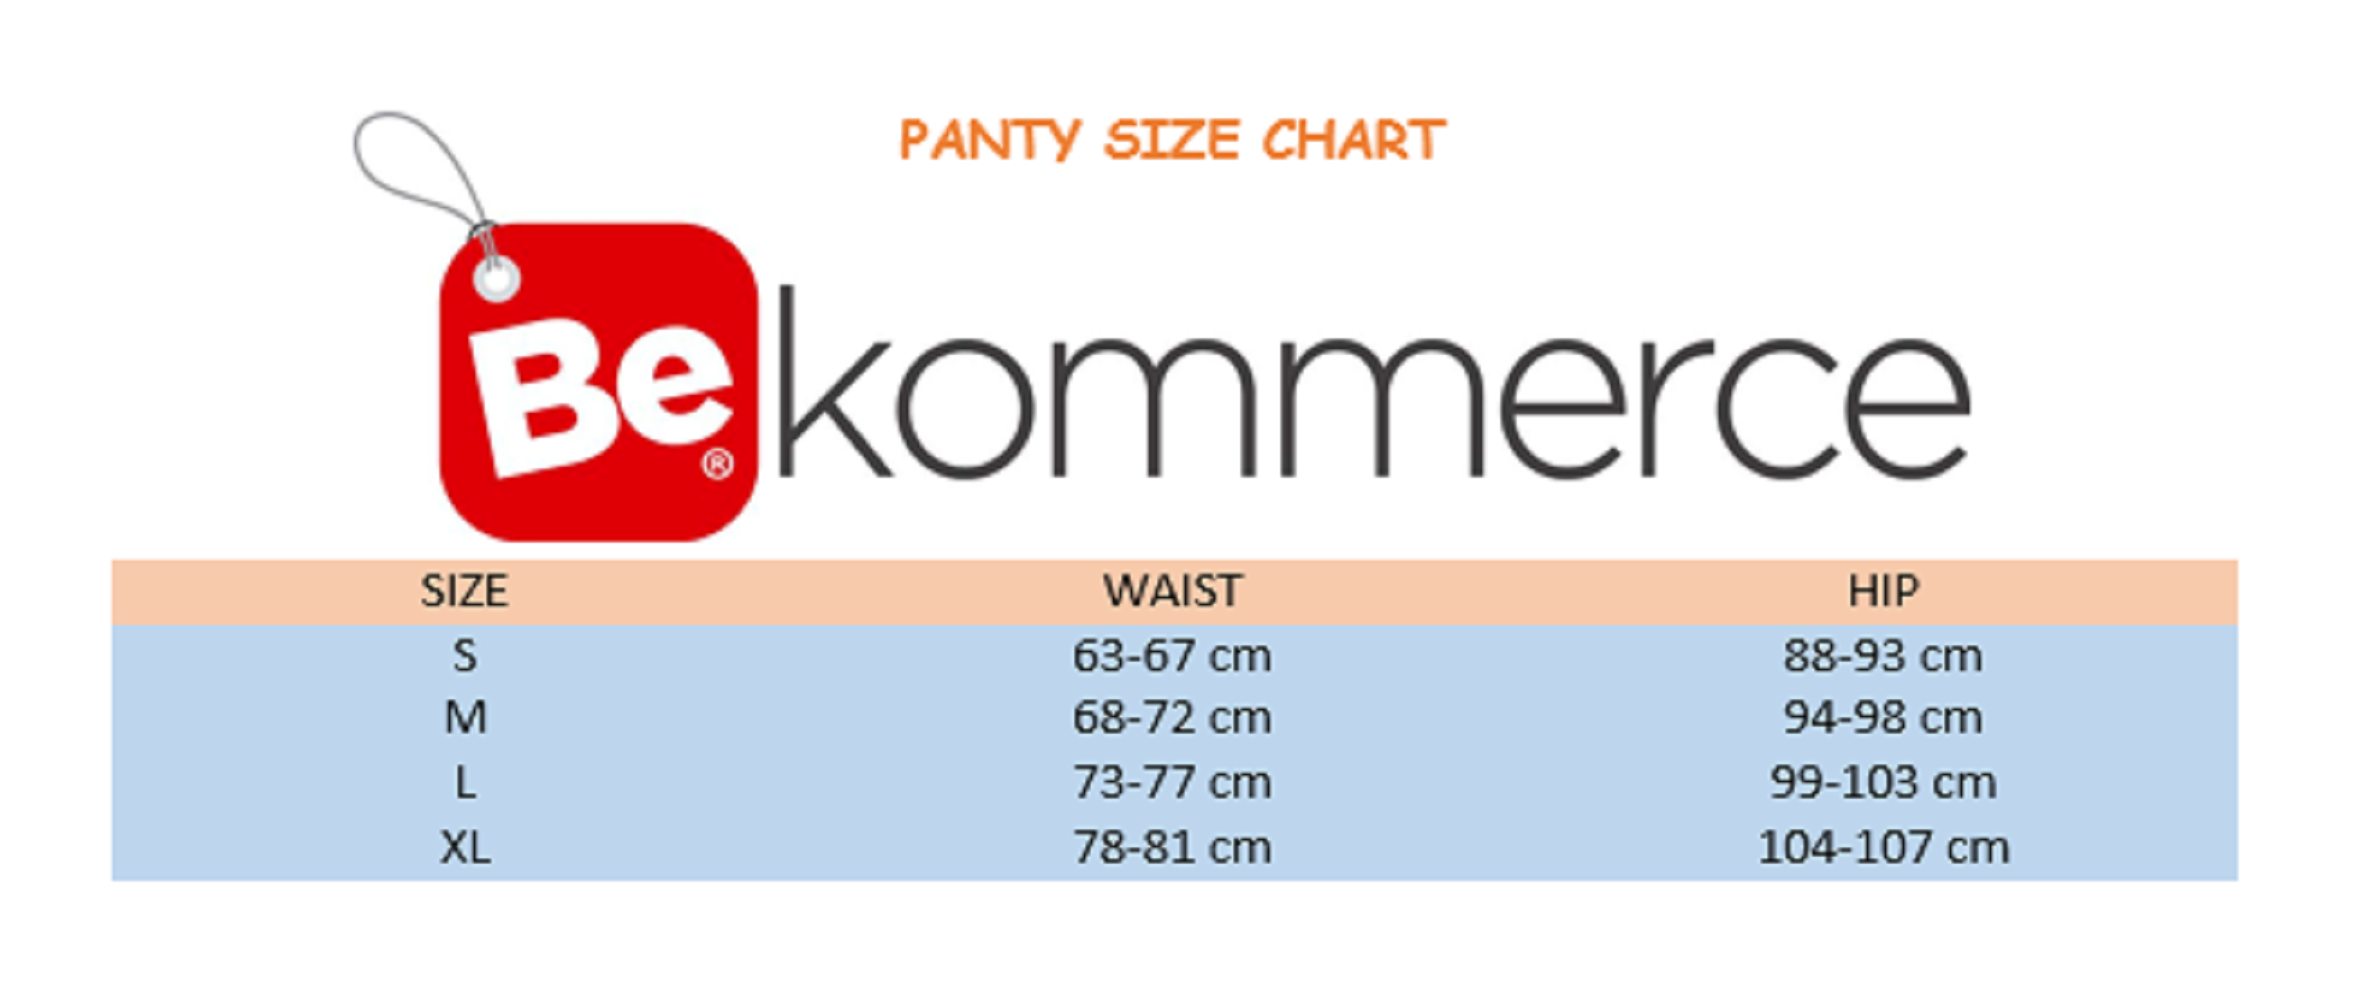 PANTY SIZE CHART
Be® kommerce
SIZE WAIST HIP
S 63-67 cm 88-93 cm
M 68-72 cm 94-98 cm
L 73-77 cm 99-103 cm
XL 78-81 cm 104-107 cm